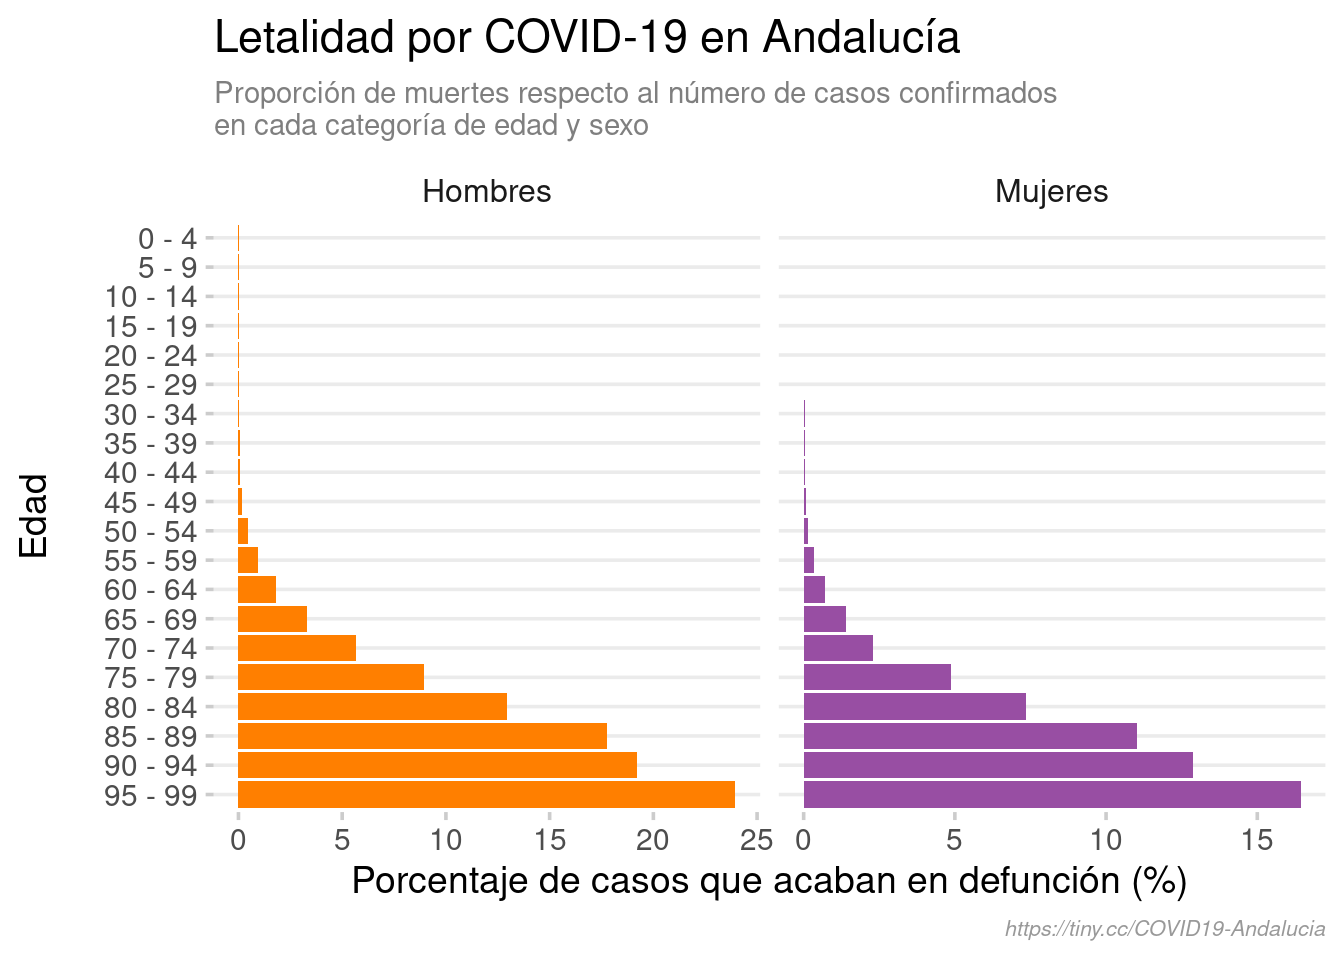 Letalidad por COVID-19 en Andalucía
Proporción de muertes respecto al número de casos confirmados
en cada categoría de edad y sexo
Hombres
Mujeres
Edad
0 - 4
5 - 9
10 - 14
15 - 19
20 - 24
25 - 29
30 - 34
35 - 39
40 - 44
45 - 49
50 - 54
55 - 59
60 - 64
65 - 69
70 - 74
75 - 79
80 - 84
85 - 89
90 - 94
95 - 99
0 5 10 15 20 25
0 5 10 15
Porcentaje de casos que acaban en defunción (%)
https://tiny.cc/COVID19-Andalucia